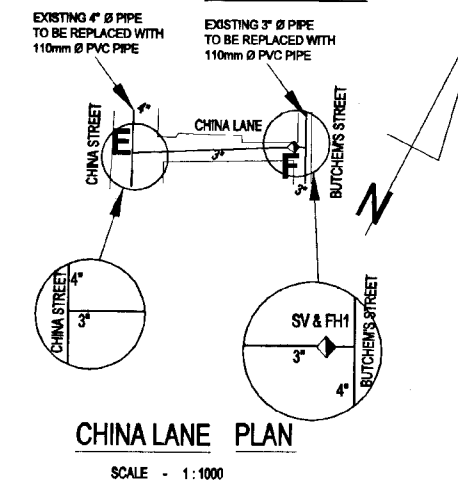 EXISTING 4" Ø PIPE
TO BE REPLACED WITH
110mm Ø PVC PIPE
EXISTING 3" Ø PIPE
TO BE REPLACED WITH
110mm Ø PVC PIPE
4"
CHINA STREET
E
CHINA LANE
3"
F
3"
BUTCHEM'S STREET
N
CHINA STREET
4"
3"
SV & FH1
3"
4"
BUTCHEM'S STREET
CHINA LANE PLAN
SCALE - 1:1000